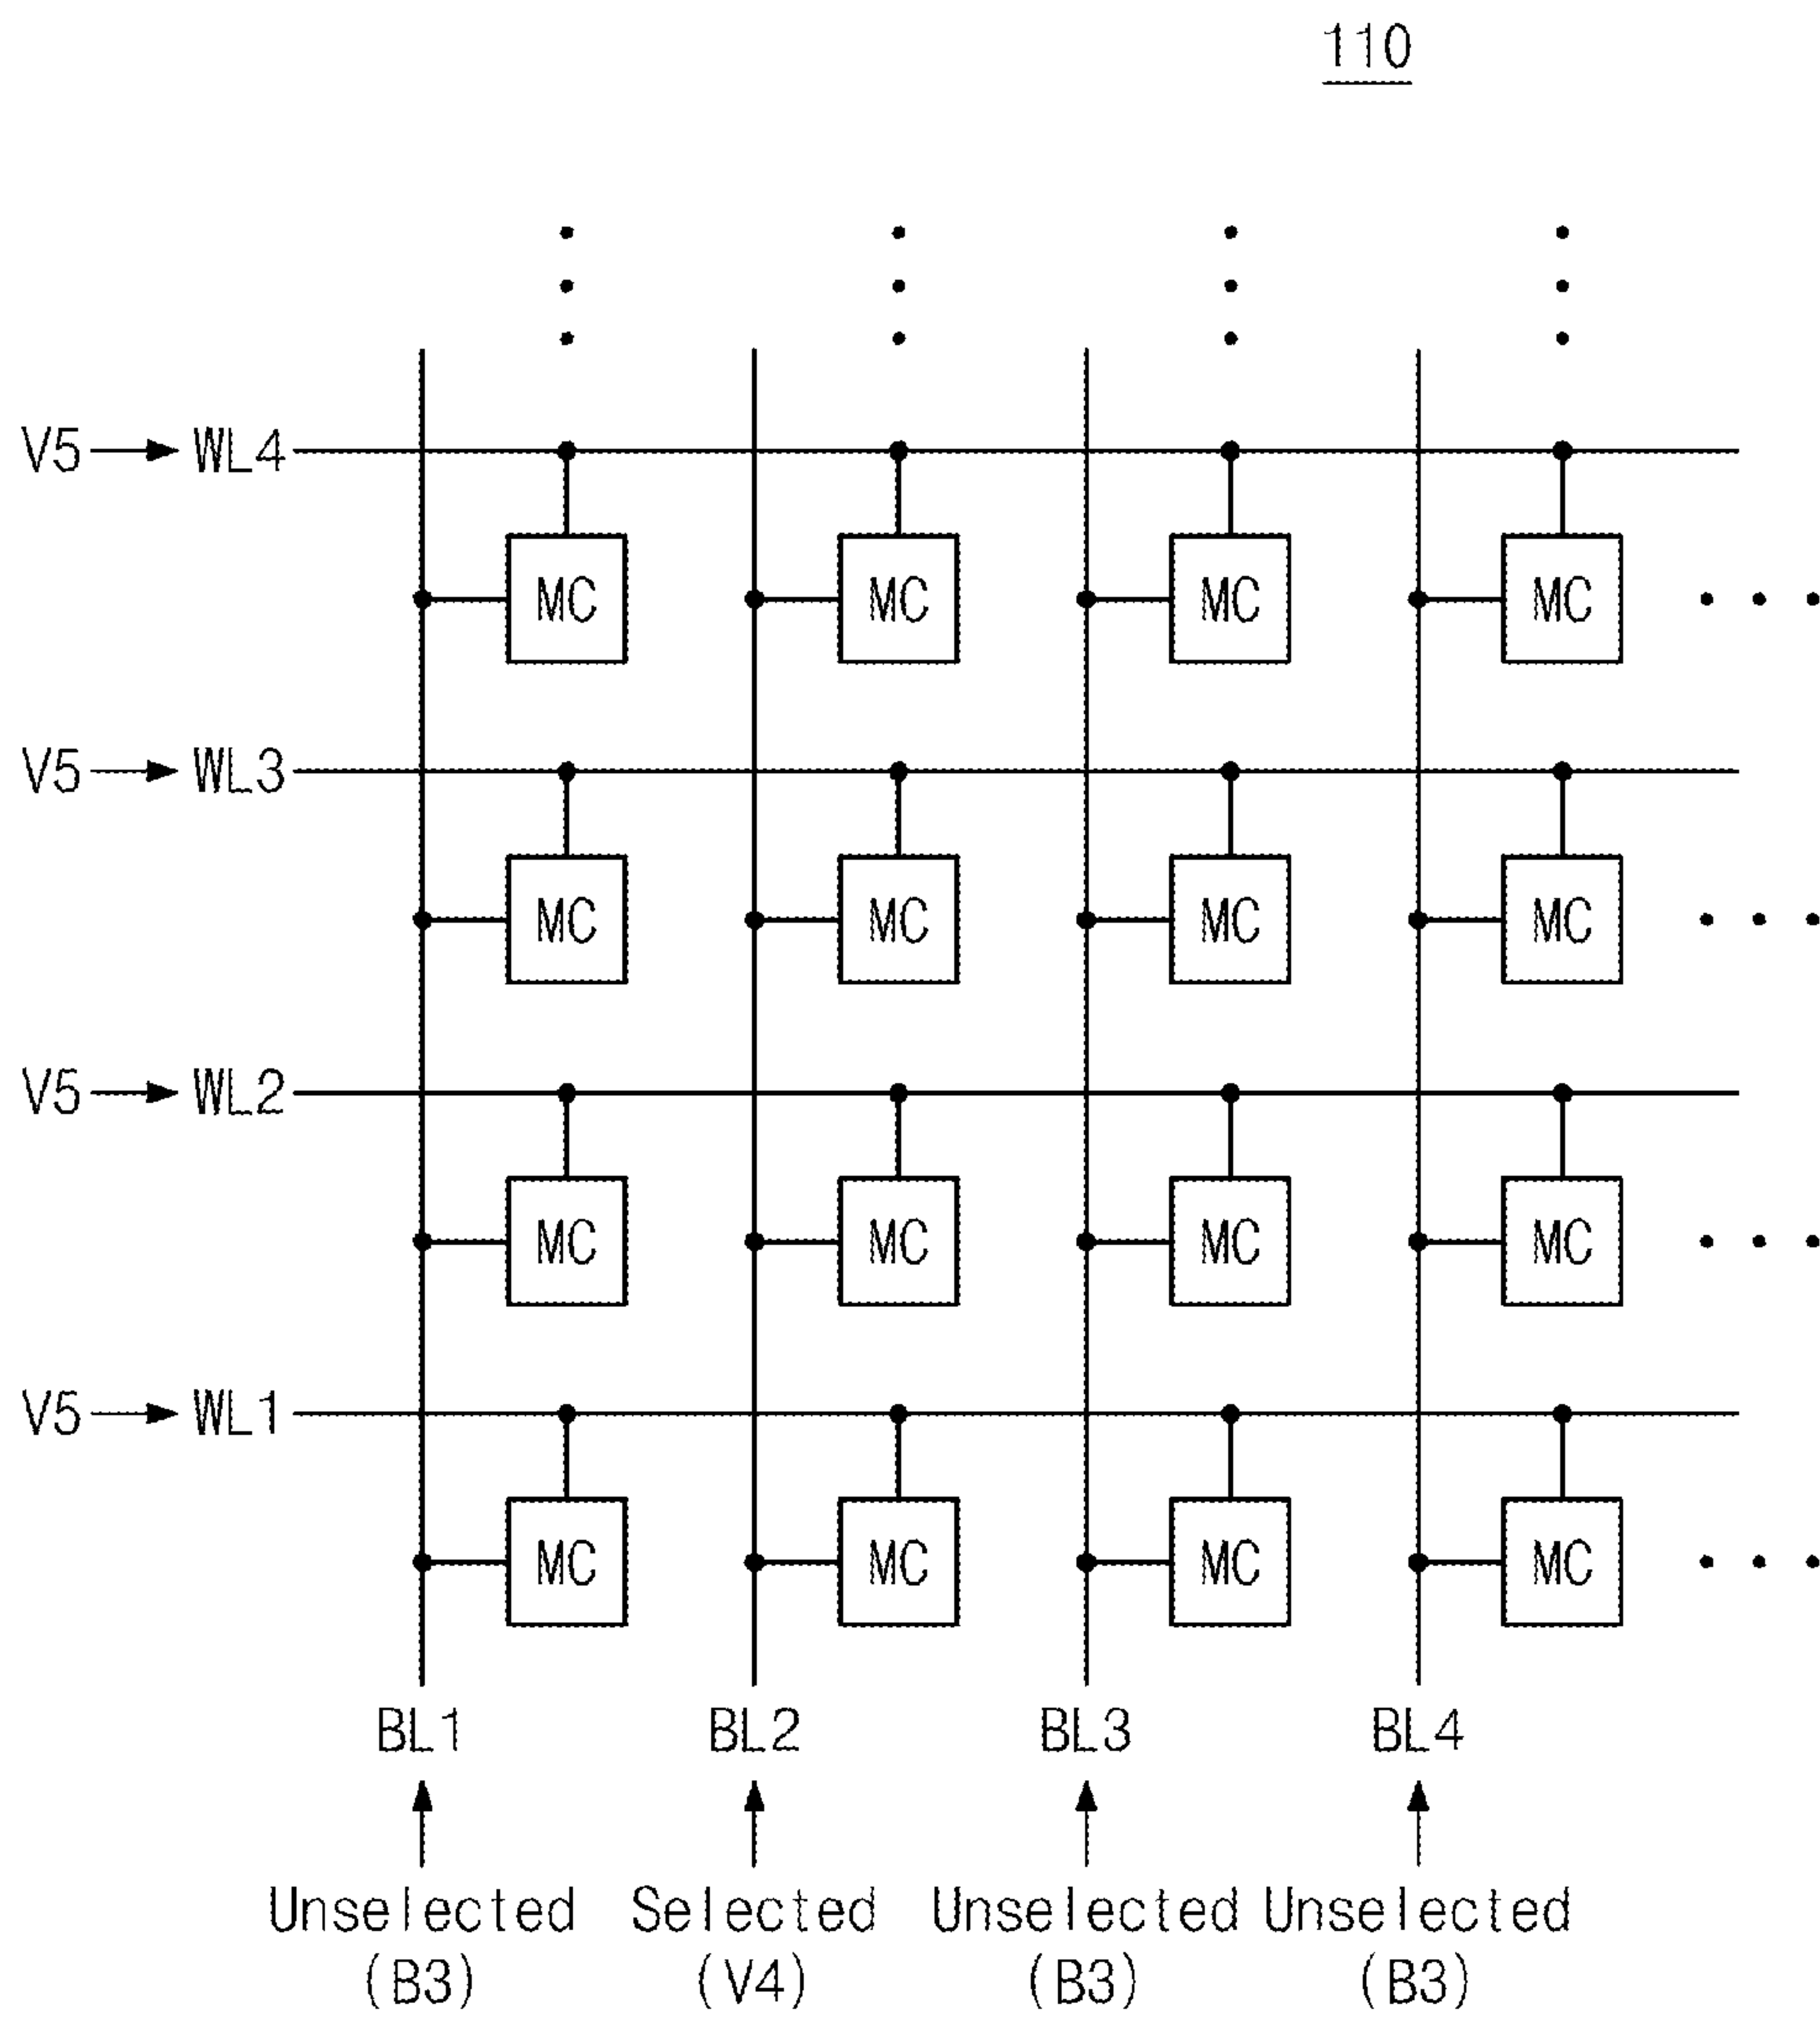 110
V5 WL4
MC MC MC MC
V5 WL3
MC MC MC MC
V5 WL2
MC MC MC MC
V5 WL1
MC MC MC MC
BL1 BL2 BL3 BL4
Unselected Selected Unselected Unselected
(B3) (V4) (B3) (B3)